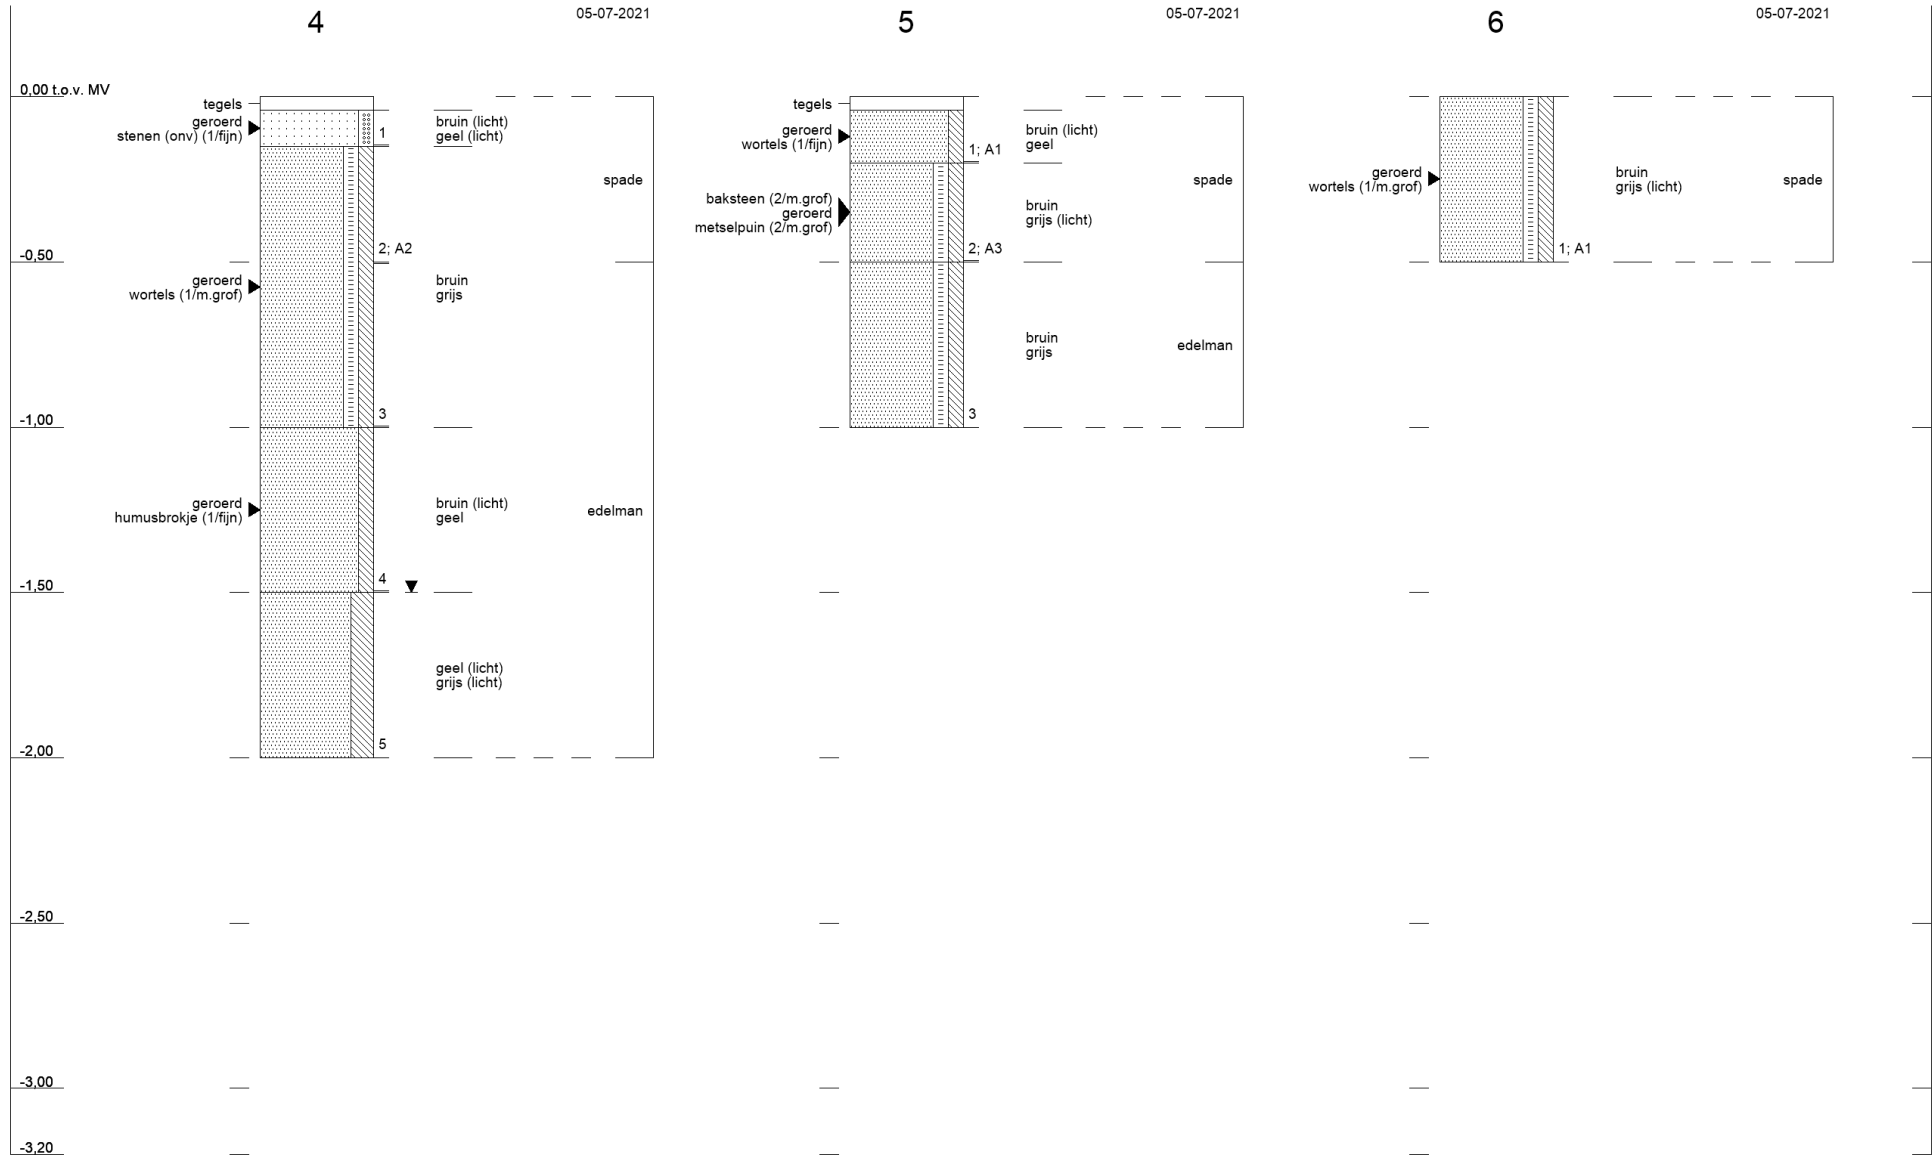 4
05-07-2021
5
05-07-2021
6
05-07-2021
0,00 t.o.v. MV
-0,50
-1,00
-1,50
-2,00
-2,50
-3,00
-3,20
tegels
geroerd
stenen (onv) (1/fijn)
1
bruin (licht)
geel (licht)
spade
2; A2
geroerd
wortels (1/m.grof)
bruin
grijs
3
geroerd
humusbrokje (1/fijn)
bruin (licht)
geel
edelman
4
geel (licht)
grijs (licht)
5
tegels
geroerd
wortels (1/fijn)
1; A1
bruin (licht)
geel
spade
baksteen (2/m.grof)
geroerd
metselpuin (2/m.grof)
bruin
grijs (licht)
2; A3
bruin
grijs
edelman
3
geroerd
wortels (1/m.grof)
bruin
grijs (licht)
spade
1; A1